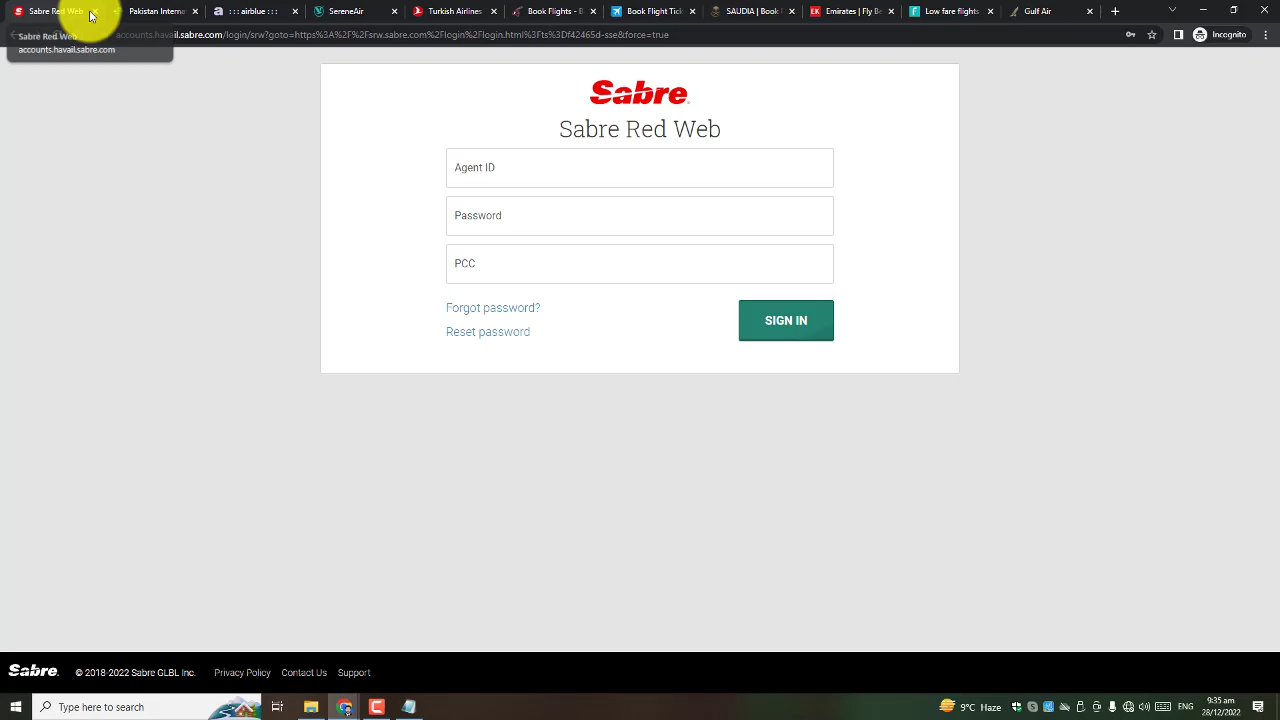 Sabre Red Web
Pakistan Interna
a:::airblue:::
SereneAir
Turkish Airlines
Book Flights - E
Book Flight Tick
SAUDIA | Book
EK Emirates | Fly Be
Low fare flights
Gulf Air
accounts.havail.sabre.com/login/srw?goto=https%3A%2F%2Fsrw.sabre.com%2Flogin%2Flogin.html%3Fts%3Df42465d-sse&force=true
Incognito
Sabre Red Web
accounts.havail.sabre.com
Sabre
Sabre Red Web
Agent ID
Password
PCC
Forgot password?
SIGN IN
Reset password
Sabre.
© 2018-2022 Sabre GLBL Inc.
Privacy Policy
Contact Us
Support
Type here to search
9°C Haze
ENG
9:35 am
28/12/2022